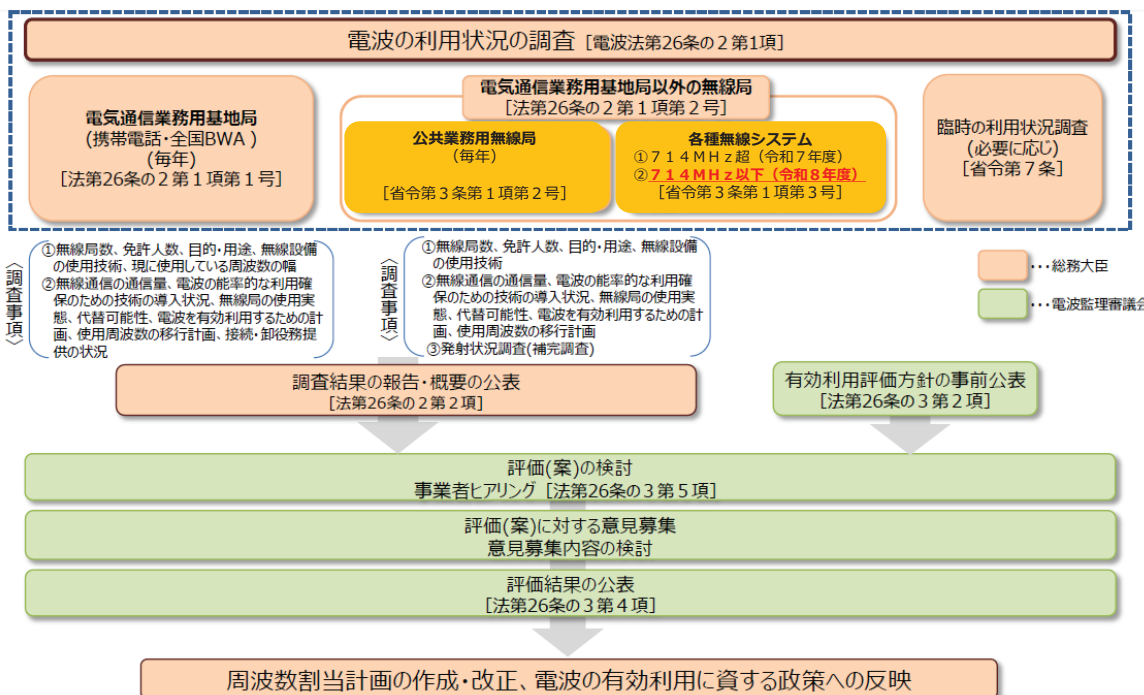 電波の利用状況の調査 [電波法第26条の2第1項]
電気通信業務用基地局
(携帯電話・全国BWA )
(毎年)
[法第26条の2第1項第1号]
電気通信業務用基地局以外の無線局
[法第26条の2第1項第2号]
公共業務用無線局
(毎年)
[省令第3条第1項第2号]
各種無線システム
①714MHz超(令和7年度)
②714MHz以下(令和8年度)
[省令第3条第1項第3号]
臨時の利用状況調査
(必要に応じ)
[省令第7条]
〈調査事項〉
①無線局数、免許人数、目的・用途、無線設備
の使用技術、現に使用している周波数の幅
②無線通信の通信量、電波の能率的な利用確
保のための技術の導入状況、無線局の使用実
態、代替可能性、電波を有効利用するための計
画、使用周波数の移行計画、接続・卸役務提
供の状況
〈調査事項〉
①無線局数、免許人数、目的・用途、無線設備
の使用技術
②無線通信の通信量、電波の能率的な利用確
保のための技術の導入状況、無線局の使用実
態、代替可能性、電波を有効利用するための計
画、使用周波数の移行計画
③発射状況調査(補完調査)
・・・総務大臣
・・・電波監理審議会
調査結果の報告・概要の公表
[法第26条の2第2項]
有効利用評価方針の事前公表
[法第26条の3第2項]
評価(案)の検討
事業者ヒアリング [法第26条の3第5項]
評価(案)に対する意見募集
意見募集内容の検討
評価結果の公表
[法第26条の3第4項]
周波数割当計画の作成・改正、電波の有効利用に資する政策への反映